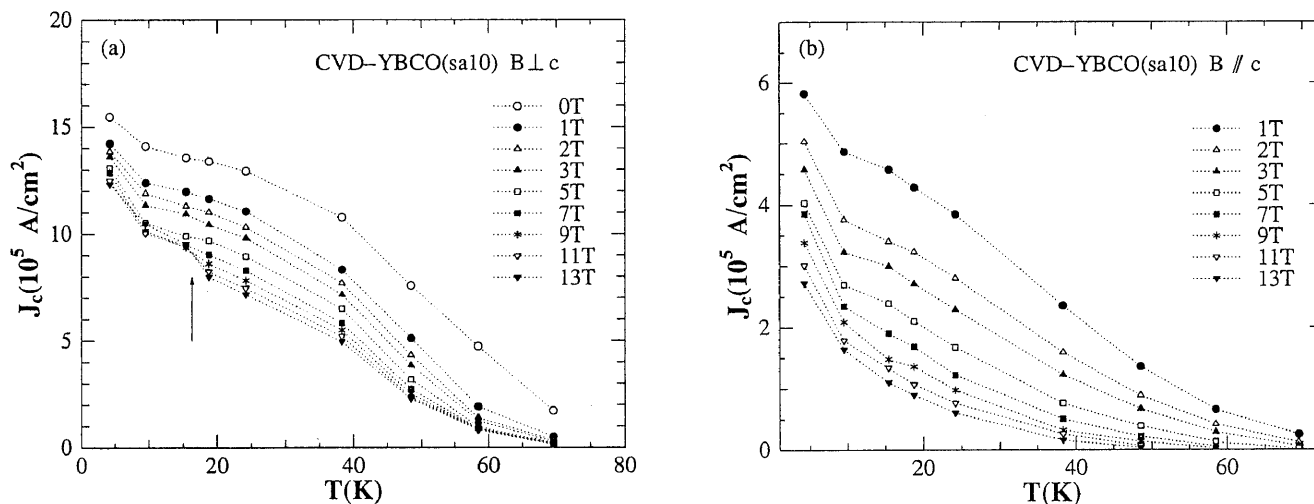 (a)
CVD–YBCO(sa10) B⊥c
0T
1T
2T
3T
5T
7T
9T
11T
13T
20
15
10
5
0
J_c(10^5 A/cm^2)
0 20 40 60 80
T(K)
(b)
CVD–YBCO(sa10) B // c
1T
2T
3T
5T
7T
9T
11T
13T
6
4
2
0
J_c(10^5 A/cm^2)
20 40 60
T(K)